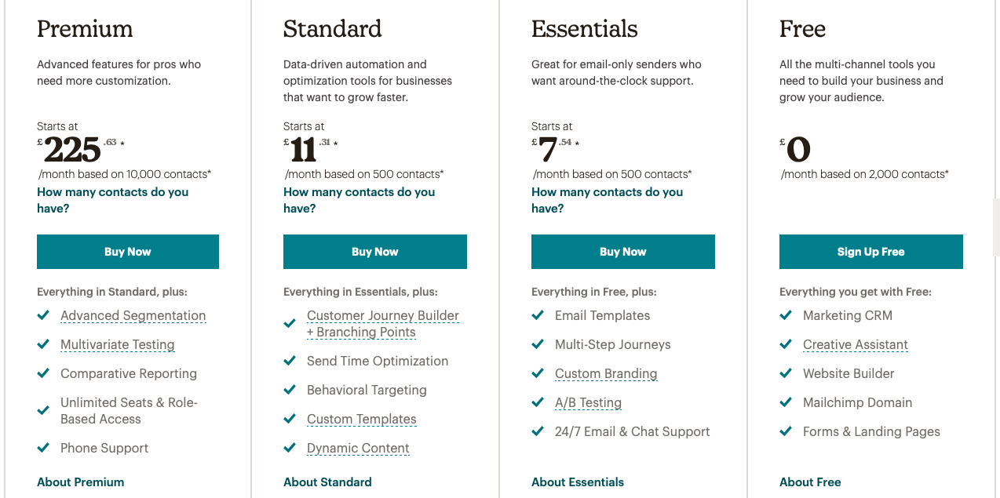 Premium
Advanced features for pros who
need more customization.
Starts at
£225.63 *
/month based on 10,000 contacts*
How many contacts do you
have?
Buy Now
Everything in Standard, plus:
Advanced Segmentation
Multivariate Testing
Comparative Reporting
Unlimited Seats & Role-
Based Access
Phone Support
About Premium
Standard
Data-driven automation and
optimization tools for businesses
that want to grow faster.
Starts at
£11.31 *
/month based on 500 contacts*
How many contacts do you
have?
Buy Now
Everything in Essentials, plus:
Customer Journey Builder
+ Branching Points
Send Time Optimization
Behavioral Targeting
Custom Templates
Dynamic Content
About Standard
Essentials
Great for email-only senders who
want around-the-clock support.
Starts at
£7.54 *
/month based on 500 contacts*
How many contacts do you
have?
Buy Now
Everything in Free, plus:
Email Templates
Multi-Step Journeys
Custom Branding
A/B Testing
24/7 Email & Chat Support
About Essentials
Free
All the multi-channel tools you
need to build your business and
grow your audience.
£0
/month based on 2,000 contacts*
Sign Up Free
Everything you get with Free:
Marketing CRM
Creative Assistant
Website Builder
Mailchimp Domain
Forms & Landing Pages
About Free